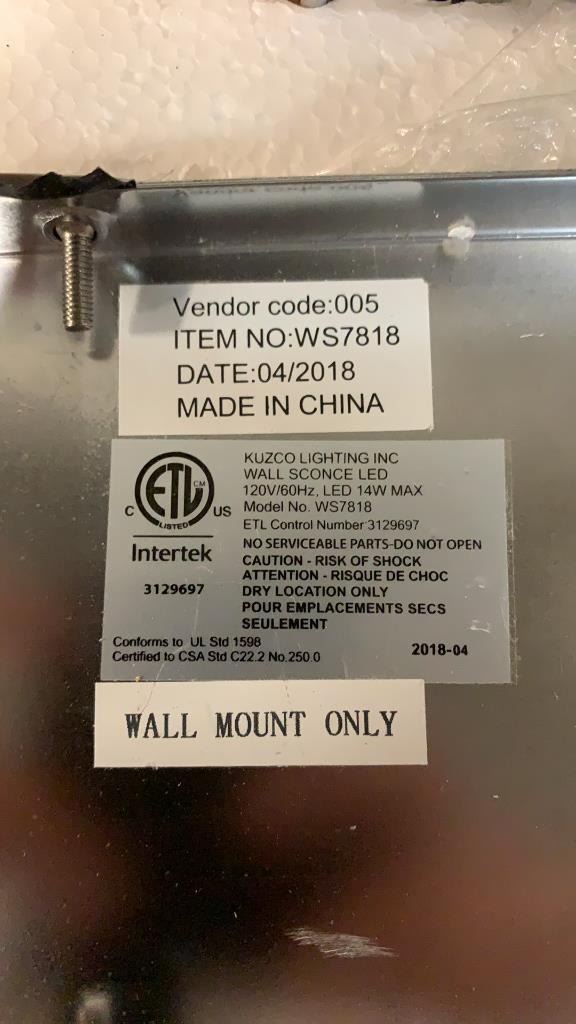 Vendor code:005
ITEM NO:WS7818
DATE:04/2018
MADE IN CHINA
ETL CM
C US
LISTED
Intertek
3129697
KUZCO LIGHTING INC
WALL SCONCE LED
120V/60Hz, LED 14W MAX
Model No. WS7818
ETL Control Number 3129697
NO SERVICEABLE PARTS-DO NOT OPEN
CAUTION - RISK OF SHOCK
ATTENTION - RISQUE DE CHOC
DRY LOCATION ONLY
POUR EMPLACEMENTS SECS
SEULEMENT
Conforms to UL Std 1598
Certified to CSA Std C22.2 No.250.0
2018-04
WALL MOUNT ONLY